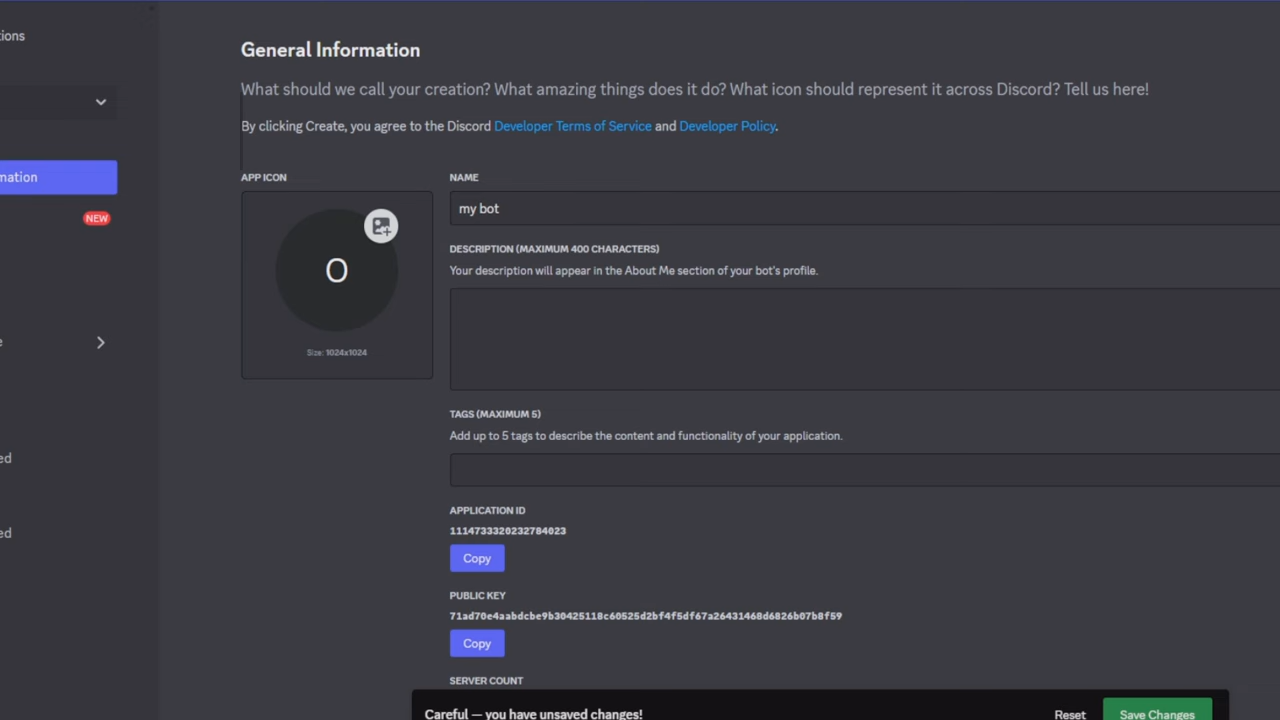 tions
General Information
What should we call your creation? What amazing things does it do? What icon should represent it across Discord? Tell us here!
By clicking Create, you agree to the Discord Developer Terms of Service and Developer Policy.
mation
NEW
APP ICON
O
Size: 1024x1024
NAME
my bot
DESCRIPTION (MAXIMUM 400 CHARACTERS)
Your description will appear in the About Me section of your bot's profile.
e
TAGS (MAXIMUM 5)
Add up to 5 tags to describe the content and functionality of your application.
ed
ed
APPLICATION ID
1114733320232784023
Copy
PUBLIC KEY
71ad70e4aabdcbe9b30425118c60525d2bf4f5df67a26431468d6826b07b8f59
Copy
SERVER COUNT
Careful — you have unsaved changes!
Reset
Save Changes